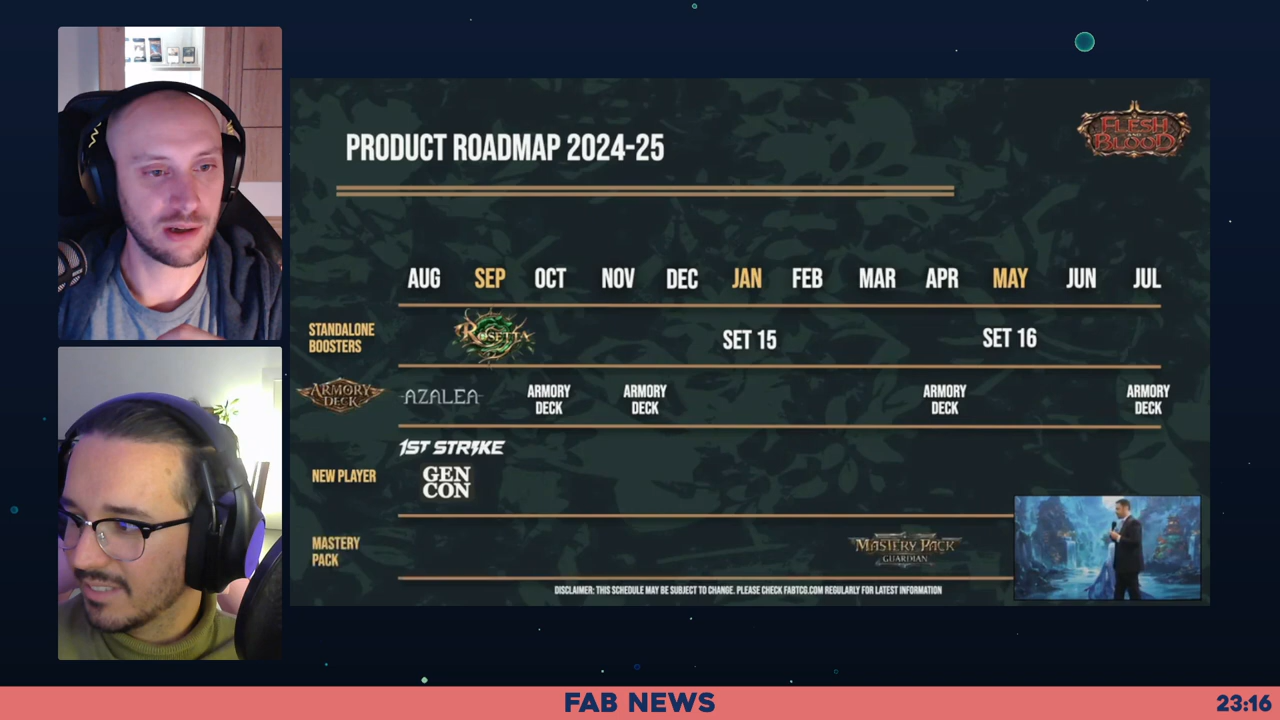 PRODUCT ROADMAP 2024-25
FLESH
AND
BLOOD
AUG SEP OCT NOV DEC JAN FEB MAR APR MAY JUN JUL
STANDALONE
BOOSTERS
ROSETTA
SET 15
SET 16
ARMORY
DECK
AZALEA
ARMORY
DECK
ARMORY
DECK
ARMORY
DECK
ARMORY
DECK
NEW PLAYER
1ST STRIKE
GEN
CON
MASTERY
PACK
MASTERY PACK
GUARDIAN
DISCLAIMER: THIS SCHEDULE MAY BE SUBJECT TO CHANGE. PLEASE CHECK FABTCG.COM REGULARLY FOR LATEST INFORMATION
FAB NEWS
23:16